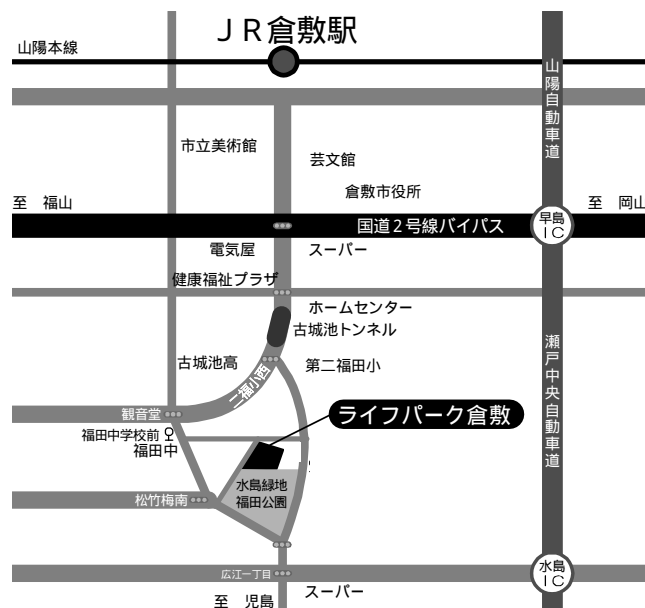 ＪＲ倉敷駅
山陽本線
山陽自動車道
市立美術館
芸文館
倉敷市役所
至　福山
至　岡山
国道２号線バイパス
早島
IC
電気屋
スーパー
健康福祉プラザ
ホームセンター
古城池トンネル
瀬戸中央自動車道
古城池高
第二福田小
二福小西
観音堂
ライフパーク倉敷
福田中学校前
福田中
水島緑地
福田公園
松竹梅南
広江一丁目
水島
IC
スーパー
至　児島